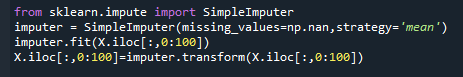 from sklearn.impute import SimpleImputer
imputer = SimpleImputer(missing_values=np.nan,strategy='mean')
imputer.fit(X.iloc[:,0:100])
X.iloc[:,0:100]=imputer.transform(X.iloc[:,0:100])